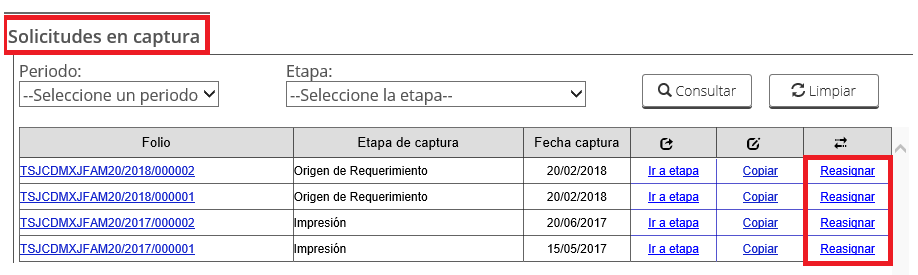 Solicitudes en captura
Periodo: Etapa:
--Seleccione un periodo --Seleccione la etapa-- Consultar Limpiar
Folio Etapa de captura Fecha captura
TSJCDMXJFAM20/2018/000002 Origen de Requerimiento 20/02/2018 Ir a etapa Copiar Reasignar
TSJCDMXJFAM20/2018/000001 Origen de Requerimiento 20/02/2018 Ir a etapa Copiar Reasignar
TSJCDMXJFAM20/2017/000002 Impresión 20/06/2017 Ir a etapa Copiar Reasignar
TSJCDMXJFAM20/2017/000001 Impresión 15/05/2017 Ir a etapa Copiar Reasignar